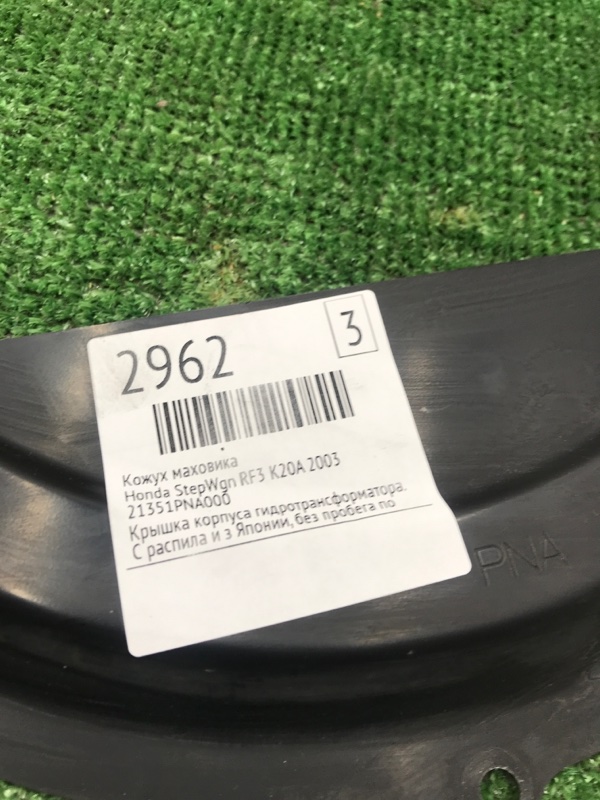 2962
3
Кожух маховика
Honda StepWgn RF3 K20A 2003
21351PNA000
Крышка корпуса гидротрансформатора.
С распила и з Японии, без пробега по
PNA